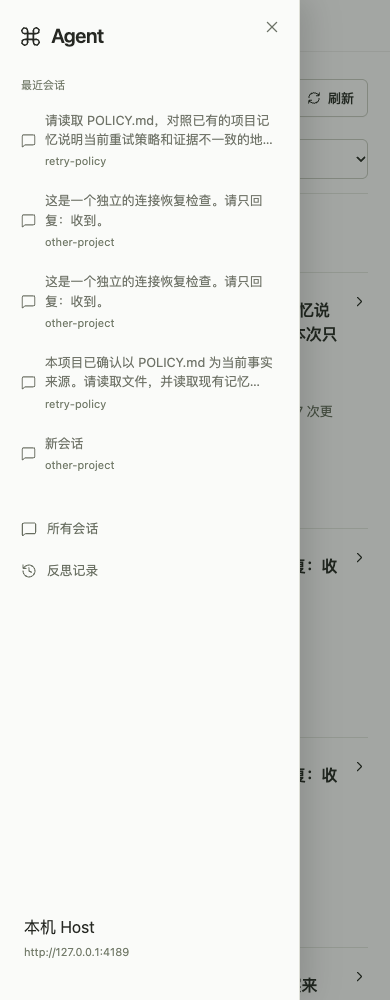 Agent
最近会话
请读取 POLICY.md，对照已有的项目记
忆说明当前重试策略和证据不一致的地...
retry-policy
这是一个独立的连接恢复检查。请只回
复：收到。
other-project
这是一个独立的连接恢复检查。请只回
复：收到。
other-project
本项目已确认以 POLICY.md 为当前事实
来源。请读取文件，并读取现有记忆...
retry-policy
新会话
other-project
所有会话
反思记录
本机 Host
http://127.0.0.1:4189
刷新
忆说
本次只
次更
复：收
复：收
来